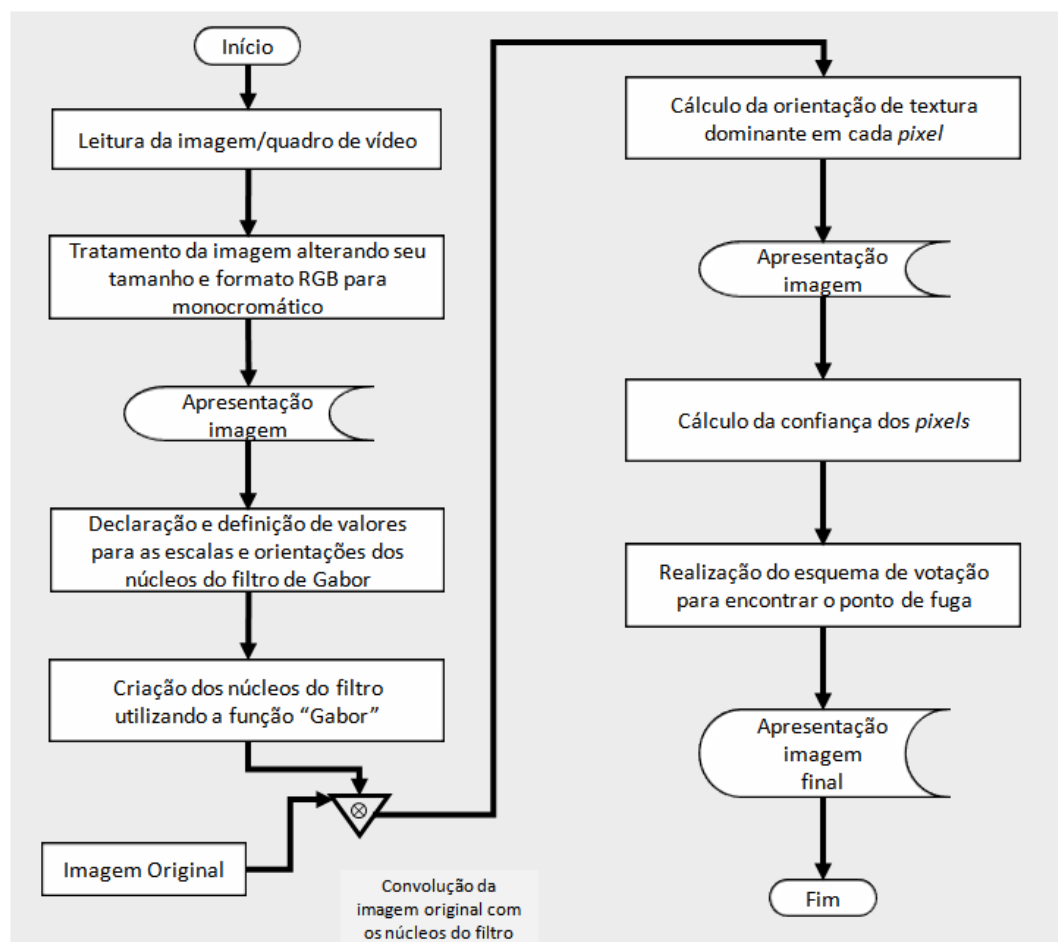 Início
Leitura da imagem/quadro de vídeo
Tratamento da imagem alterando seu
tamanho e formato RGB para
monocromático
Apresentação
imagem
Declaração e definição de valores
para as escalas e orientações dos
núcleos do filtro de Gabor
Criação dos núcleos do filtro
utilizando a função “Gabor”
Imagem Original
Convolução da
imagem original com
os núcleos do filtro
Cálculo da orientação de textura
dominante em cada pixel
Apresentação
imagem
Cálculo da confiança dos pixels
Realização do esquema de votação
para encontrar o ponto de fuga
Apresentação
imagem
final
Fim